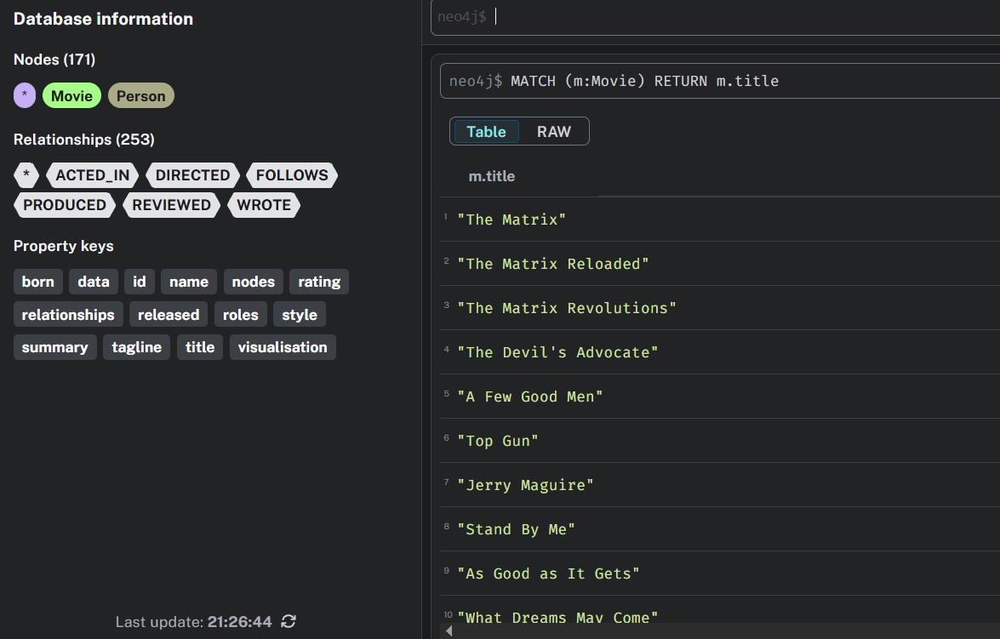 Database information
Nodes (171)
* Movie Person
Relationships (253)
* ACTED_IN DIRECTED FOLLOWS
PRODUCED REVIEWED WROTE
Property keys
born data id name nodes rating
relationships released roles style
summary tagline title visualisation
Last update: 21:26:44
neo4j$
neo4j$ MATCH (m:Movie) RETURN m.title
Table RAW
m.title
1 "The Matrix"
2 "The Matrix Reloaded"
3 "The Matrix Revolutions"
4 "The Devil's Advocate"
5 "A Few Good Men"
6 "Top Gun"
7 "Jerry Maguire"
8 "Stand By Me"
9 "As Good as It Gets"
10 "What Dreams May Come"